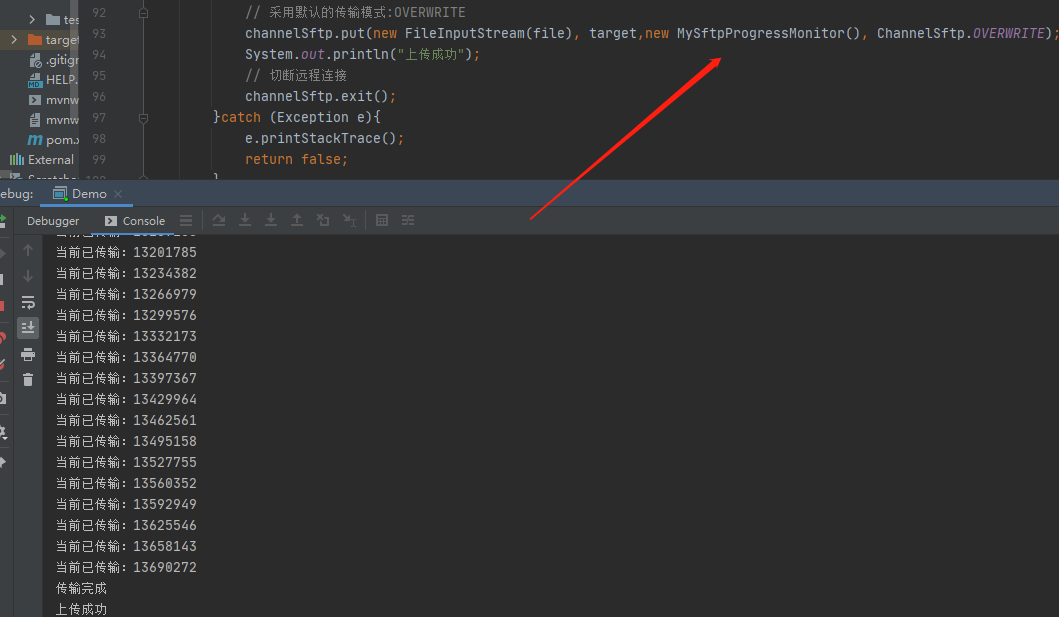 tes
target
.gitigr
HELP.
mvnw
mvnw
pom.x
External
92 // 采用默认的传输模式:OVERWRITE
93 channelSftp.put(new FileInputStream(file), target,new MySftpProgressMonitor(), ChannelSftp.OVERWRITE);
94 System.out.println("上传成功");
95 // 切断远程连接
96 channelSftp.exit();
97 }catch (Exception e){
98 e.printStackTrace();
99 return false;
ebug: Demo
Debugger Console
当前已传输：13201785
当前已传输：13234382
当前已传输：13266979
当前已传输：13299576
当前已传输：13332173
当前已传输：13364770
当前已传输：13397367
当前已传输：13429964
当前已传输：13462561
当前已传输：13495158
当前已传输：13527755
当前已传输：13560352
当前已传输：13592949
当前已传输：13625546
当前已传输：13658143
当前已传输：13690272
传输完成
上传成功